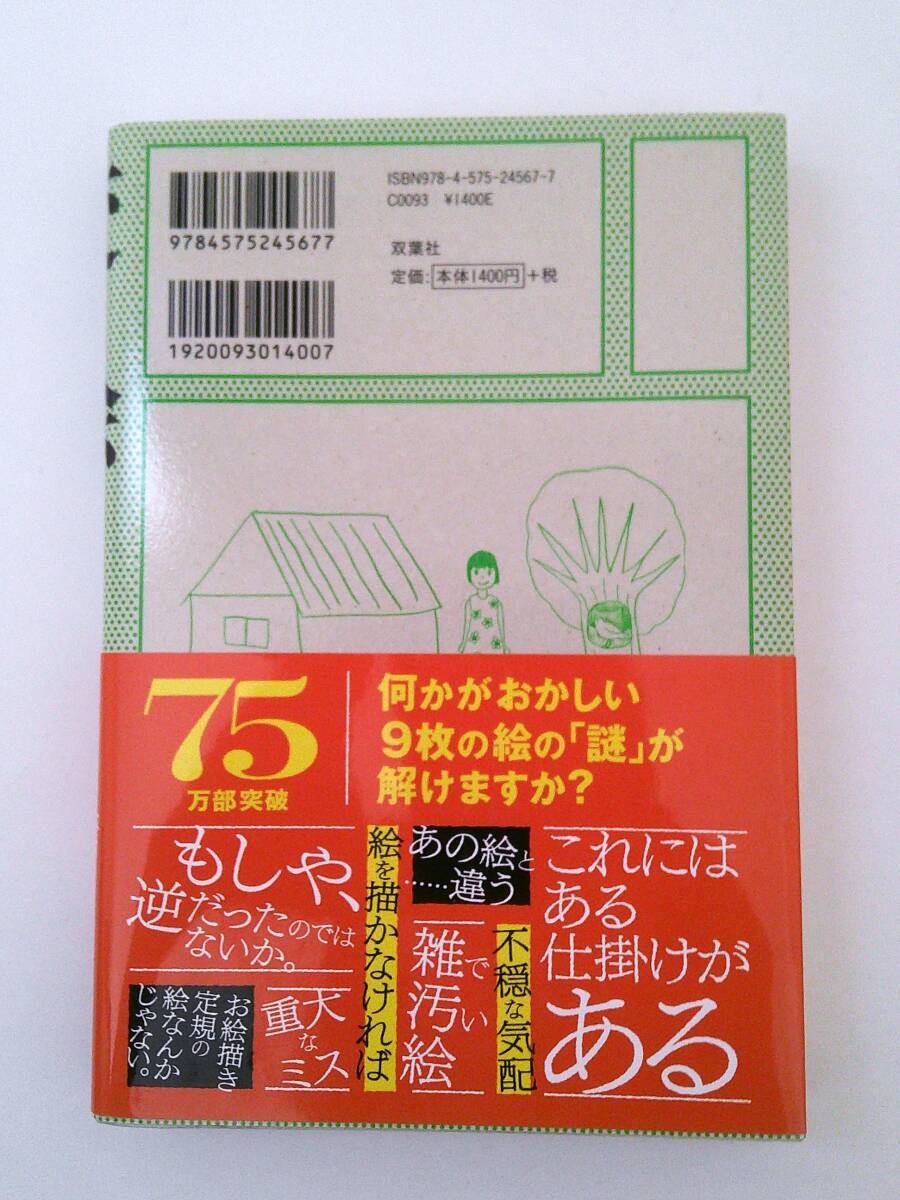 9784575245677
1920093014007
ISBN978-4-575-24567-7
C0093 ¥1400E
双葉社
定価:本体1400円+税
75
万部突破
何かがおかしい
9枚の絵の「謎」が
解けますか?
これには
ある
仕掛けが
ある
あの絵と
……違う
不穏な気配
雑で
汚い
絵
絵を描かなければ
もしや、
逆だったのでは
ないか。
重大な
ミス
お絵描き
定規の
絵なんか
じゃない。